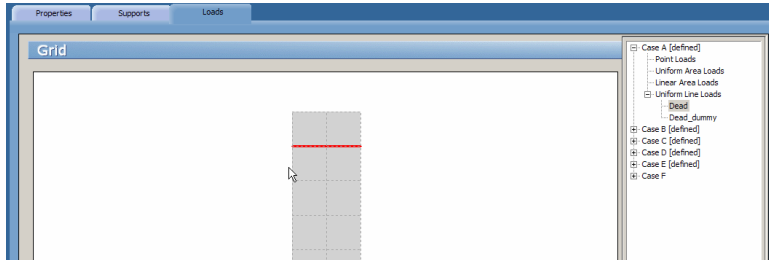 Properties
Supports
Loads
Grid
Case A [defined]
Point Loads
Uniform Area Loads
Linear Area Loads
Uniform Line Loads
Dead
Dead_dummy
Case B [defined]
Case C [defined]
Case D [defined]
Case E [defined]
Case F